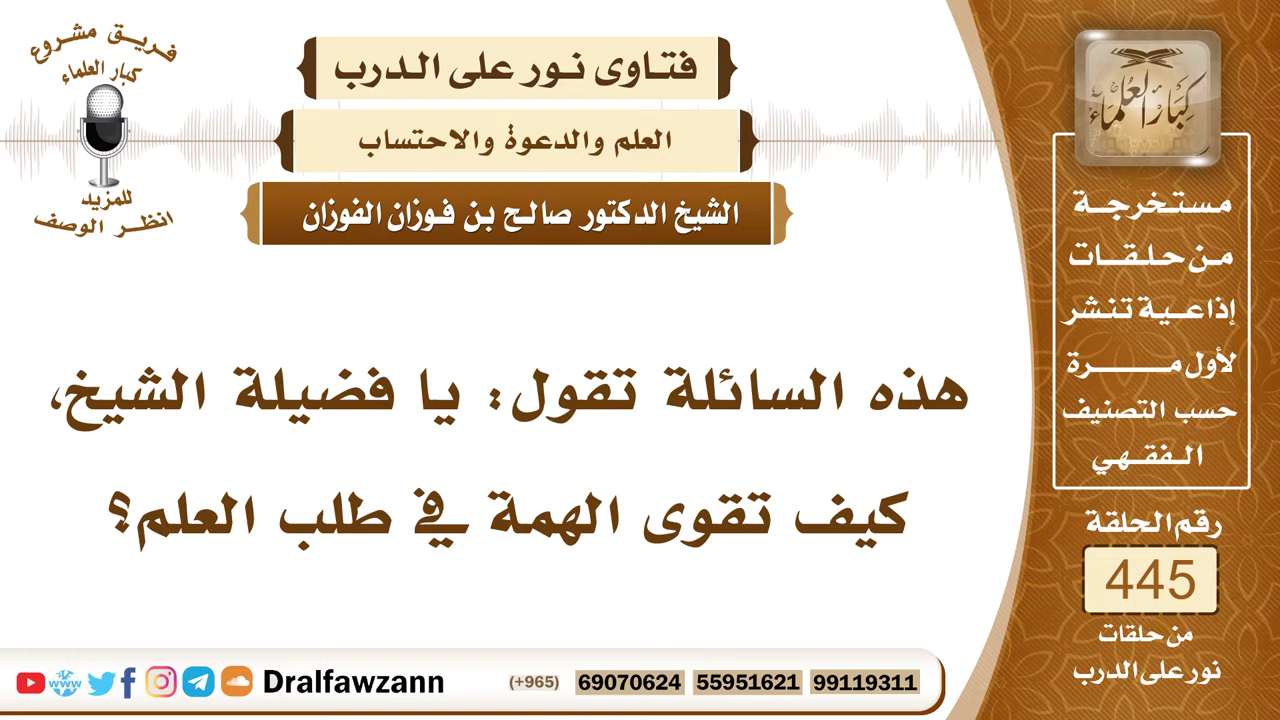 فريق مشروع
كبار العلماء
للمزيد
انظر الوصف
فتاوى نور على الدرب
العلم والدعوة والاحتساب
الشيخ الدكتور صالح بن فوزان الفوزان
هذه السائلة تقول: يا فضيلة الشيخ،
كيف تقوى الهمة في طلب العلم؟
كبار العلماء
مستخرجة
من حلقات
إذاعية تنشر
لأول مرة
حسب التصنيف
الفقهي
رقم الحلقة
445
من حلقات
نور على الدرب
www Dralfawzann (+965) 69070624 55951621 99119311